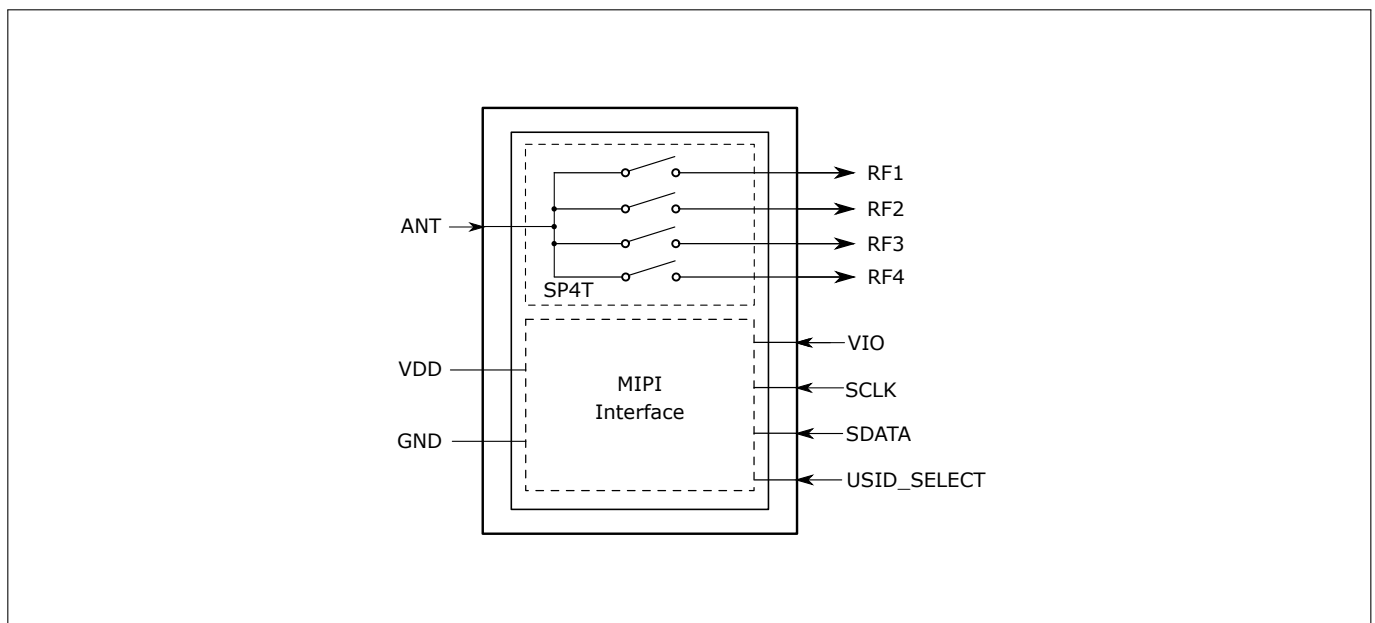 RF1
RF2
ANT
RF3
RF4
SP4T
VIO
VDD
MIPI
SCLK
Interface
SDATA
GND
USID_SELECT